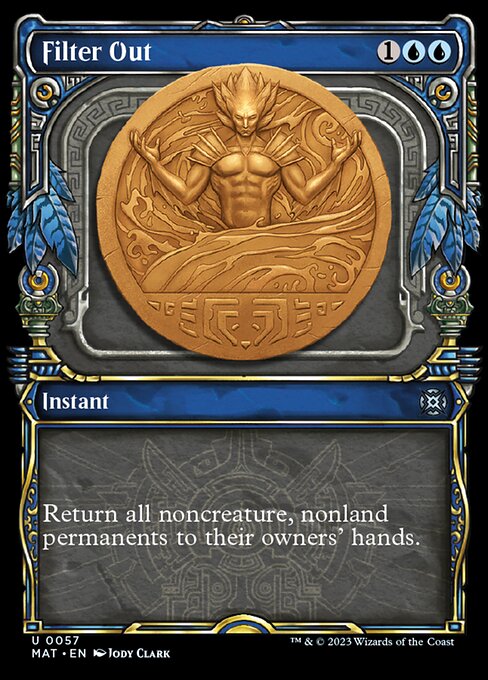 Filter Out 1
Instant
Return all noncreature, nonland
permanents to their owners' hands.
U 0057
MAT • EN Jody Clark
™ & © 2023 Wizards of the Coast